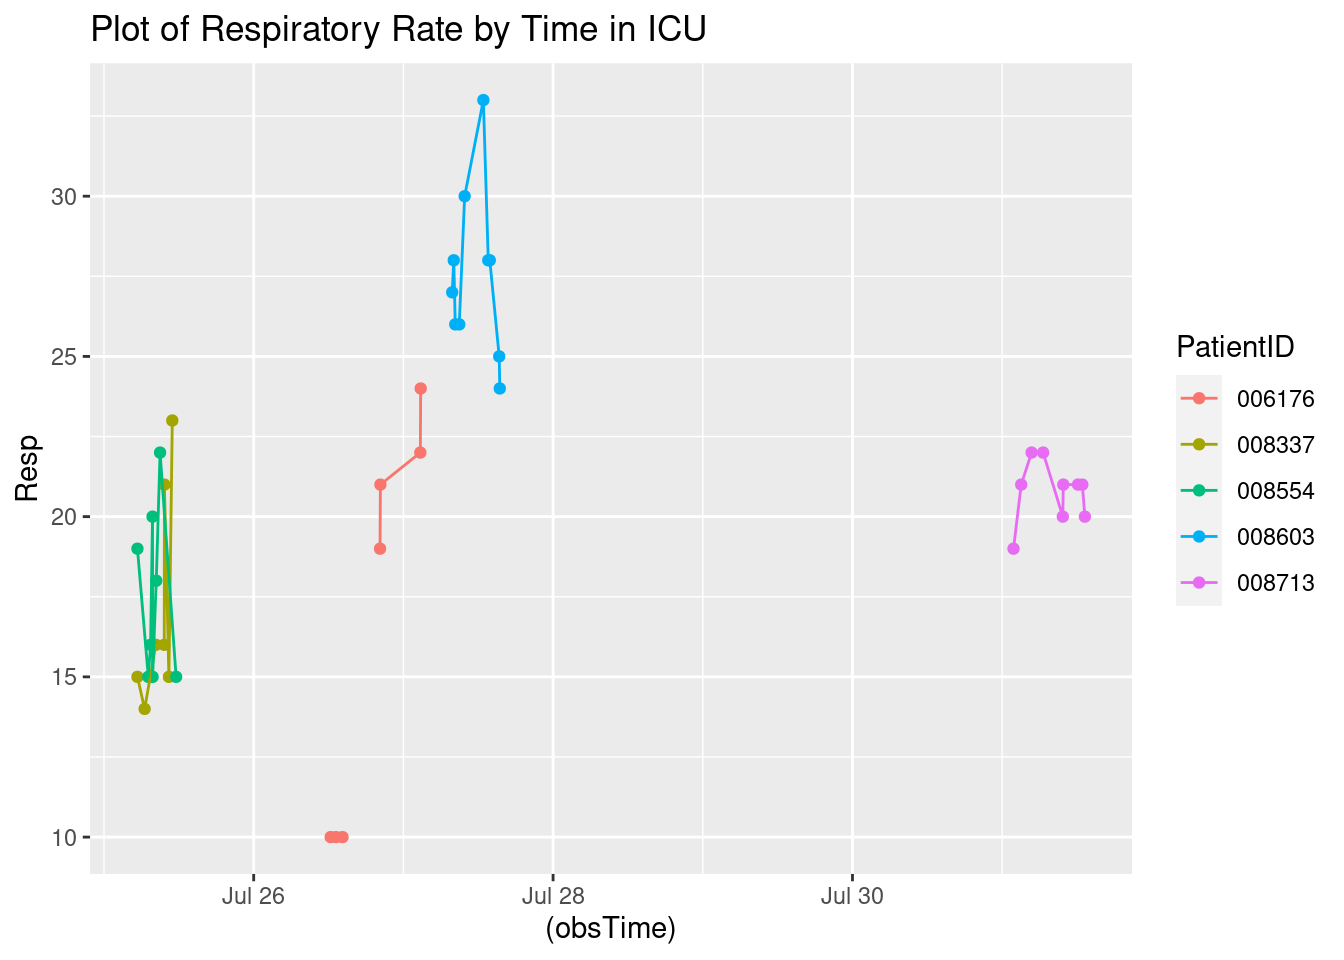 Plot of Respiratory Rate by Time in ICU
Resp
30
25
20
15
10
Jul 26
Jul 28
Jul 30
(obsTime)
PatientID
006176
008337
008554
008603
008713